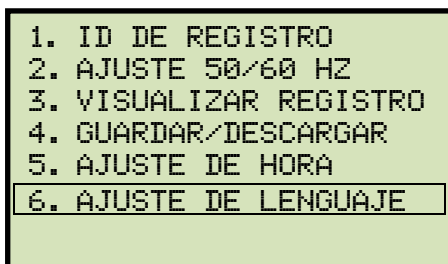 1. ID DE REGISTRO
2. AJUSTE 50/60 HZ
3. VISUALIZAR REGISTRO
4. GUARDAR/DESCARGAR
5. AJUSTE DE HORA
6. AJUSTE DE LENGUAJE